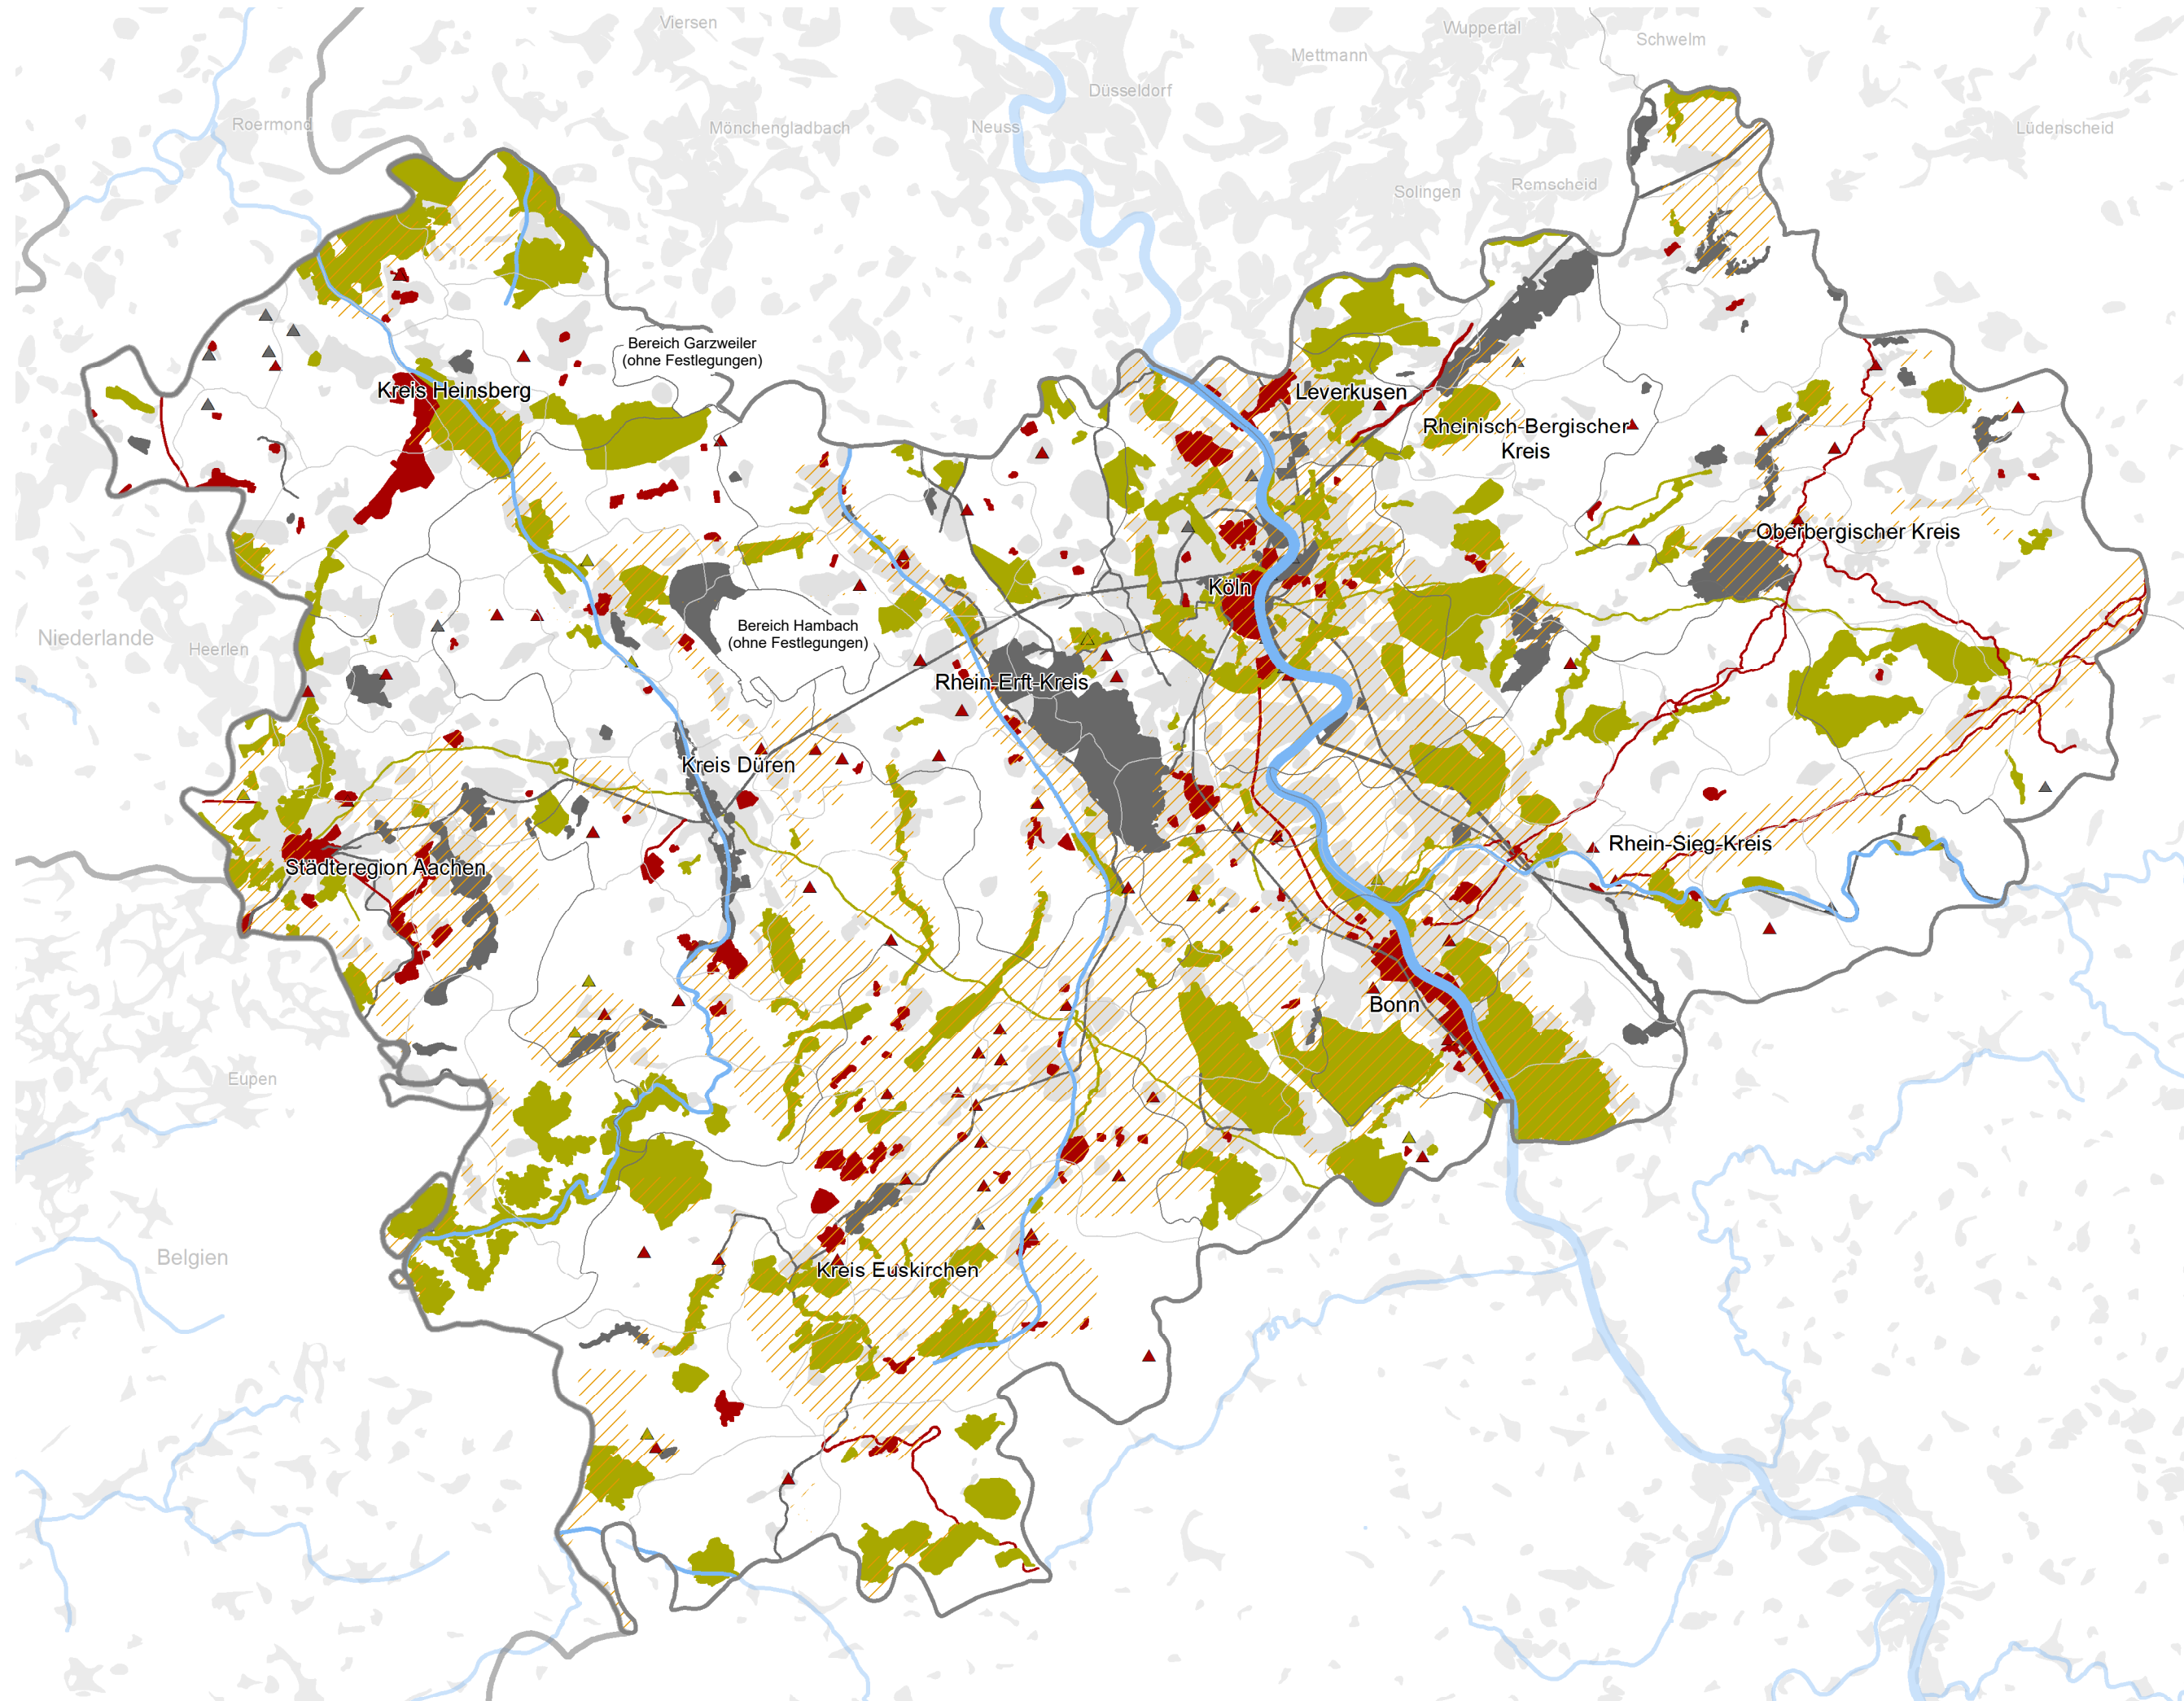 Viersen
Wuppertal
Schwelm
Mettmann
Düsseldorf
Roermond
Mönchengladbach
Neuss
Lüdenscheid
Solingen
Remscheid
Bereich Garzweiler
(ohne Festlegungen)
Kreis Heinsberg
Leverkusen
Rheinisch-Bergischer
Kreis
Oberbergischer Kreis
Köln
Niederlande
Heerlen
Bereich Hambach
(ohne Festlegungen)
Rhein-Erft-Kreis
Kreis Düren
Rhein-Sieg-Kreis
Städteregion Aachen
Bonn
Eupen
Belgien
Kreis Euskirchen